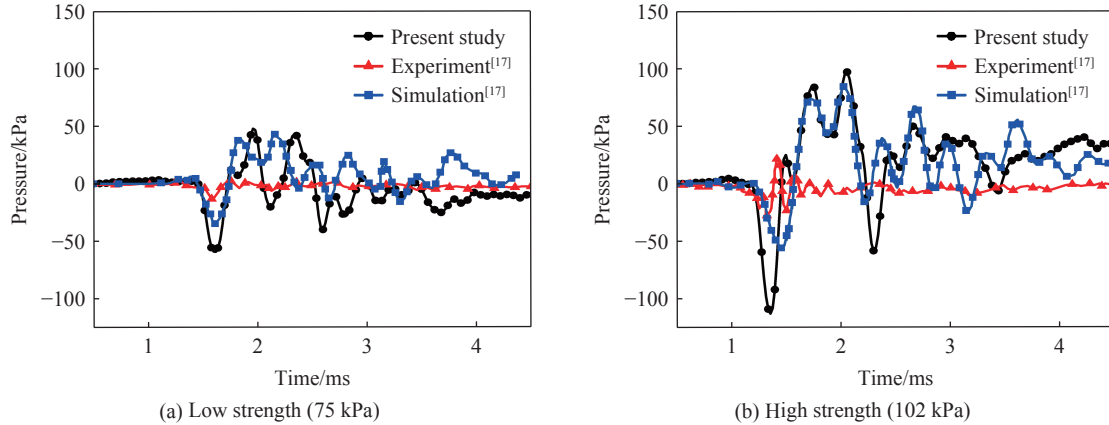 150
100
50
0
−50
−100
Pressure/kPa
1 2 3 4
Time/ms
Present study
Experiment[17]
Simulation[17]
(a) Low strength (75 kPa)
150
100
50
0
−50
−100
Pressure/kPa
1 2 3 4
Time/ms
Present study
Experiment[17]
Simulation[17]
(b) High strength (102 kPa)